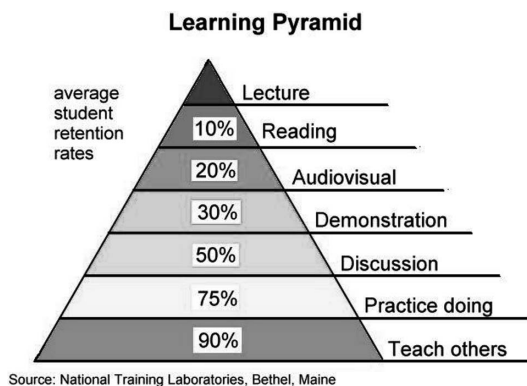 Learning Pyramid
average
student
retention
rates
Lecture
10% Reading
20% Audiovisual
30% Demonstration
50% Discussion
75% Practice doing
90% Teach others
Source: National Training Laboratories, Bethel, Maine